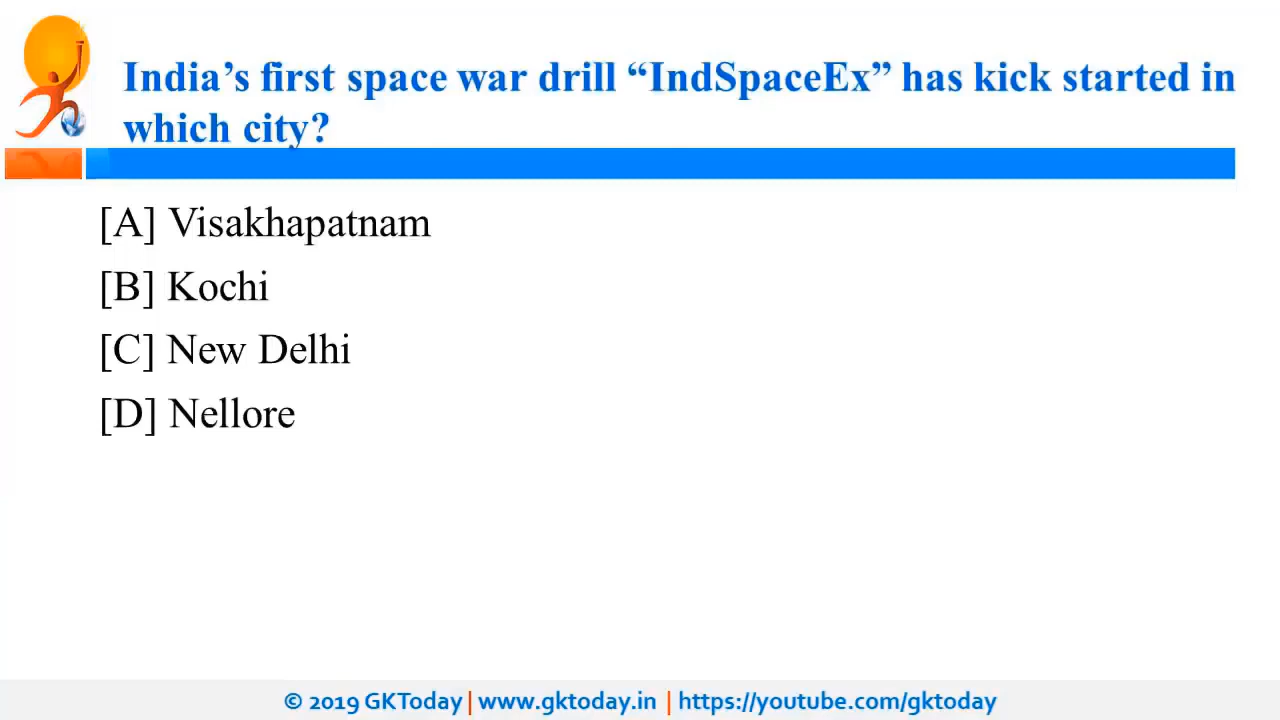 India’s first space war drill “IndSpaceEx” has kick started in
which city?
[A] Visakhapatnam
[B] Kochi
[C] New Delhi
[D] Nellore
© 2019 GKToday | www.gktoday.in | https://youtube.com/gktoday